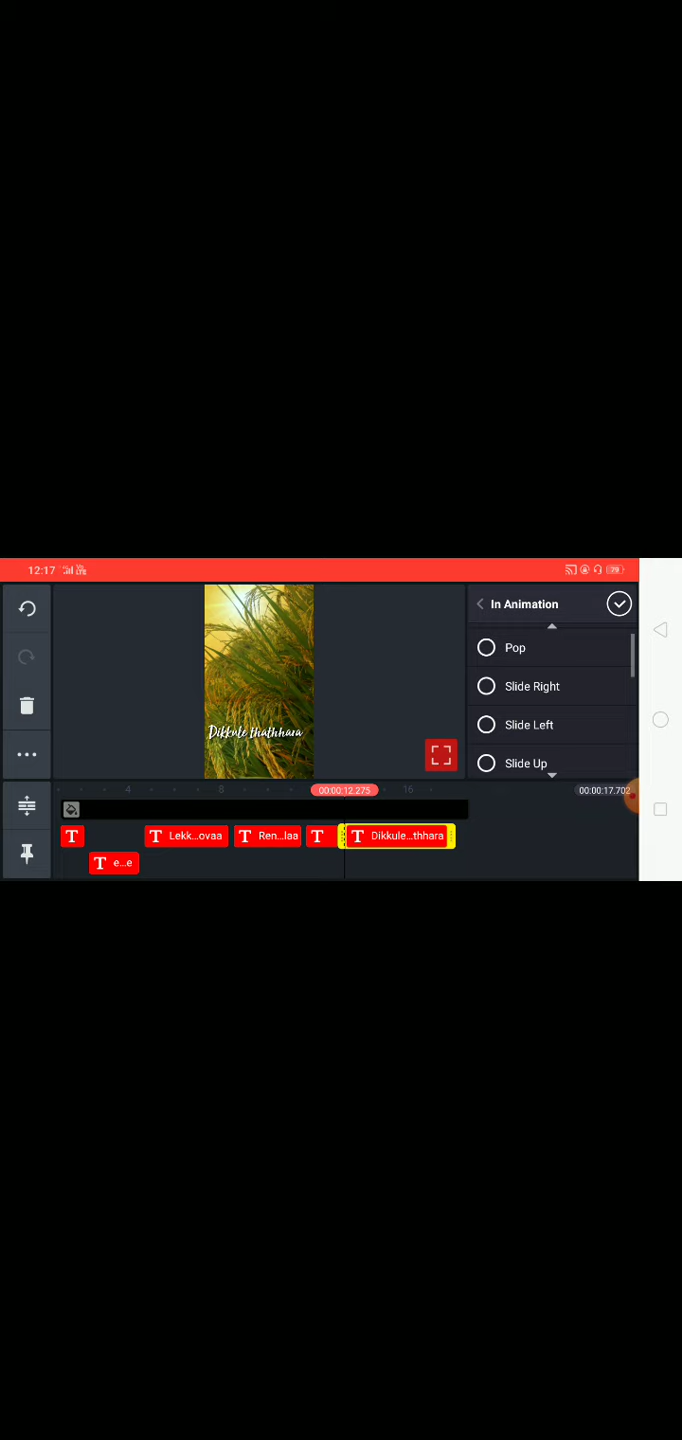 12:17
29
In Animation
Pop
Slide Right
Slide Left
Slide Up
Dikkule thaththara
4
8
00:00:12.275
16
00:00:17.702
T
T Lekk...ovaa
T Ren...laa
T
T Dikkule...thhara
T e...e